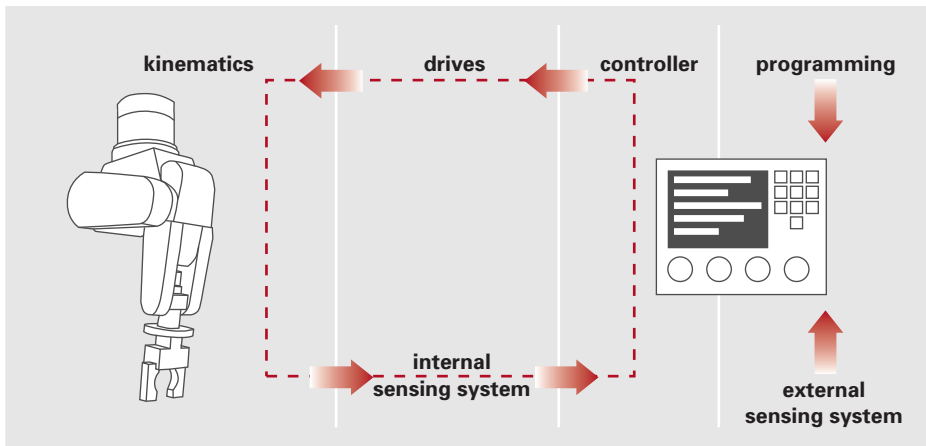 kinematics
drives
controller
programming
internal
sensing system
external
sensing system